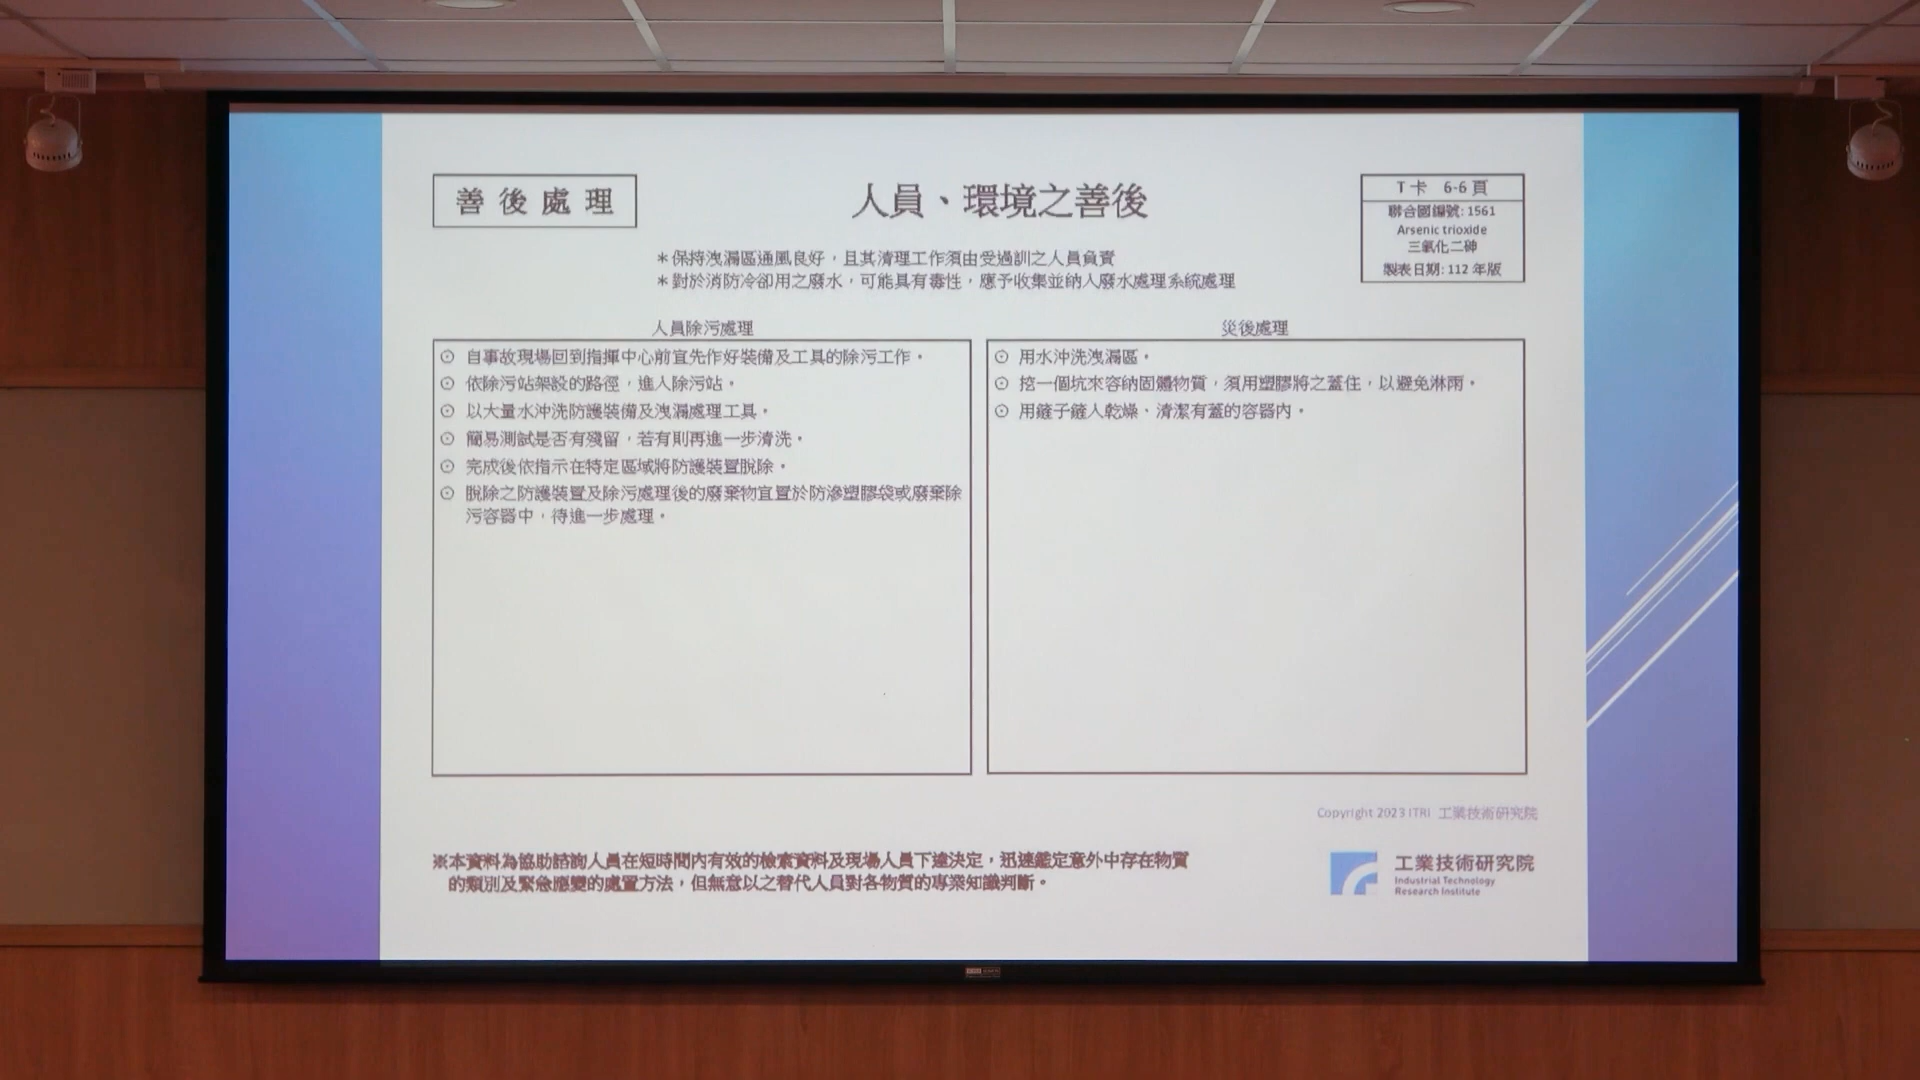 善後處理
人員、環境之善後
T卡 6-6頁
聯合國編號: 1561
Arsenic trioxide
三氧化二砷
製表日期: 112 年版
＊保持洩漏區通風良好，且其清理工作須由受過訓之人員負責
＊對於消防冷卻用之廢水，可能具有毒性，應予收集並納入廢水處理系統處理
人員除污處理
⊙ 自事故現場回到指揮中心前宜先作好裝備及工具的除污工作。
⊙ 依除污站架設的路徑，進入除污站。
⊙ 以大量水沖洗防護裝備及洩漏處理工具。
⊙ 簡易測試是否有殘留，若有則再進一步清洗。
⊙ 完成後依指示在特定區域將防護裝置脫除。
⊙ 脫除之防護裝置及除污處理後的廢棄物宜置於防滲塑膠袋或廢棄除
污容器中，待進一步處理。
災後處理
⊙ 用水沖洗洩漏區。
⊙ 挖一個坑來容納固體物質，須用塑膠將之蓋住，以避免淋雨。
⊙ 用鏟子鏟入乾燥、清潔有蓋的容器內。
Copyright 2023 ITRI 工業技術研究院
※本資料為協助諮詢人員在短時間內有效的檢索資料及現場人員下達決定，迅速鑑定意外中存在物質
的類別及緊急應變的處置方法，但無意以之替代人員對各物質的專業知識判斷。
工業技術研究院
Industrial Technology
Research Institute